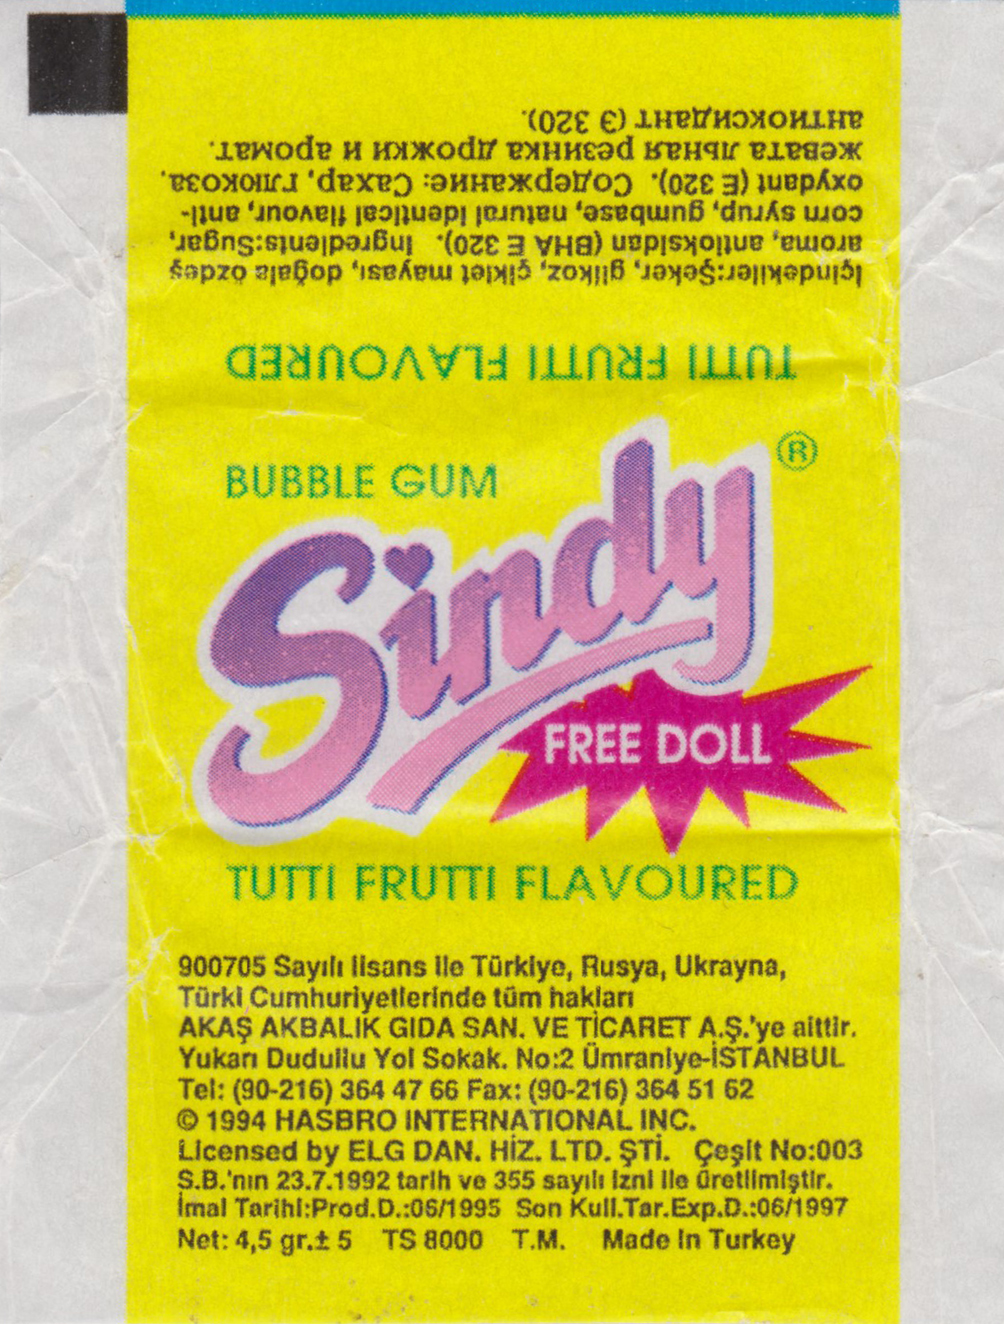 İçindekiler:Şeker, glikoz, çiklet mayası, doğala özdeş
aroma, antioksidan (BHA E 320). Ingredients:Sugar,
corn syrup, gumbase, natural identical flavour, anti-
oxydant (E 320). Содержание: Сахар, глюкоза.
жевата льная резинка дрожжи и аромат.
антиоксидант (Э 320).
TUTTI FRUTTI FLAVOURED
BUBBLE GUM
Sindy®
FREE DOLL
TUTTI FRUTTI FLAVOURED
900705 Sayılı lisans ile Türkiye, Rusya, Ukrayna,
Türki Cumhuriyetlerinde tüm hakları
AKAŞ AKBALIK GIDA SAN. VE TİCARET A.Ş.'ye aittir.
Yukarı Dudullu Yol Sokak. No:2 Ümraniye-İSTANBUL
Tel: (90-216) 364 47 66 Fax: (90-216) 364 51 62
© 1994 HASBRO INTERNATIONAL INC.
Licensed by ELG DAN. HİZ. LTD. ŞTİ. Çeşit No:003
S.B.'nın 23.7.1992 tarih ve 355 sayılı izni ile üretilmiştir.
İmal Tarihi:Prod.D.:06/1995 Son Kull.Tar.Exp.D.:06/1997
Net: 4,5 gr.± 5 TS 8000 T.M. Made in Turkey